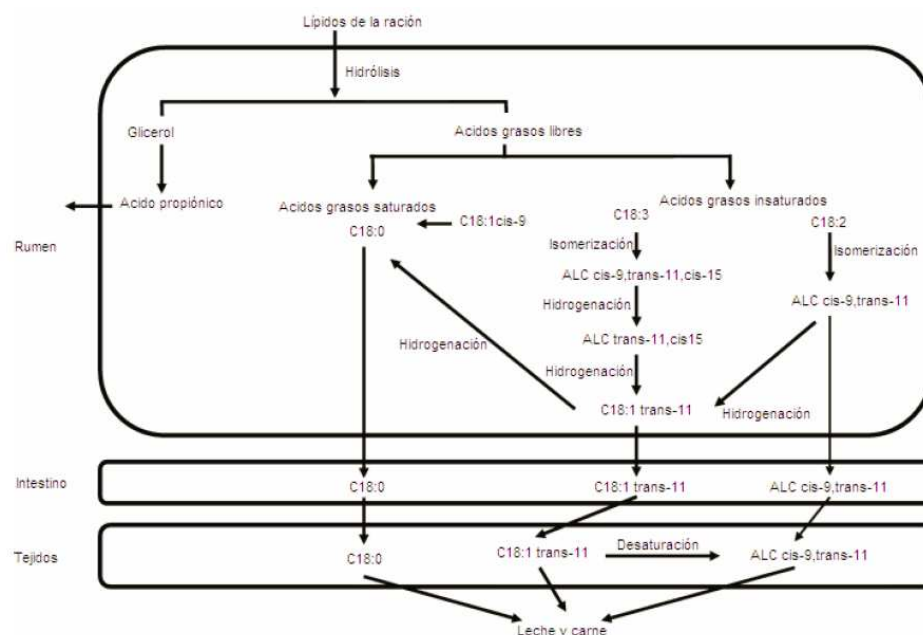 Lípidos de la ración
Hidrólisis
Glicerol
Acidos grasos libres
Acido propiónico
Acidos grasos saturados
C18:1cis-9
C18:3
Acidos grasos insaturados
C18:0
C18:2
Rumen
Isomerización
Isomerización
ALC cis-9,trans-11,cis-15
Hidrogenación
ALC cis-9,trans-11
Hidrogenación
ALC trans-11,cis15
Hidrogenación
C18:1 trans-11
Hidrogenación
Intestino
C18:0
C18:1 trans-11
ALC cis-9,trans-11
Tejidos
C18:0
C18:1 trans-11
Desaturación
ALC cis-9,trans-11
Leche y carne